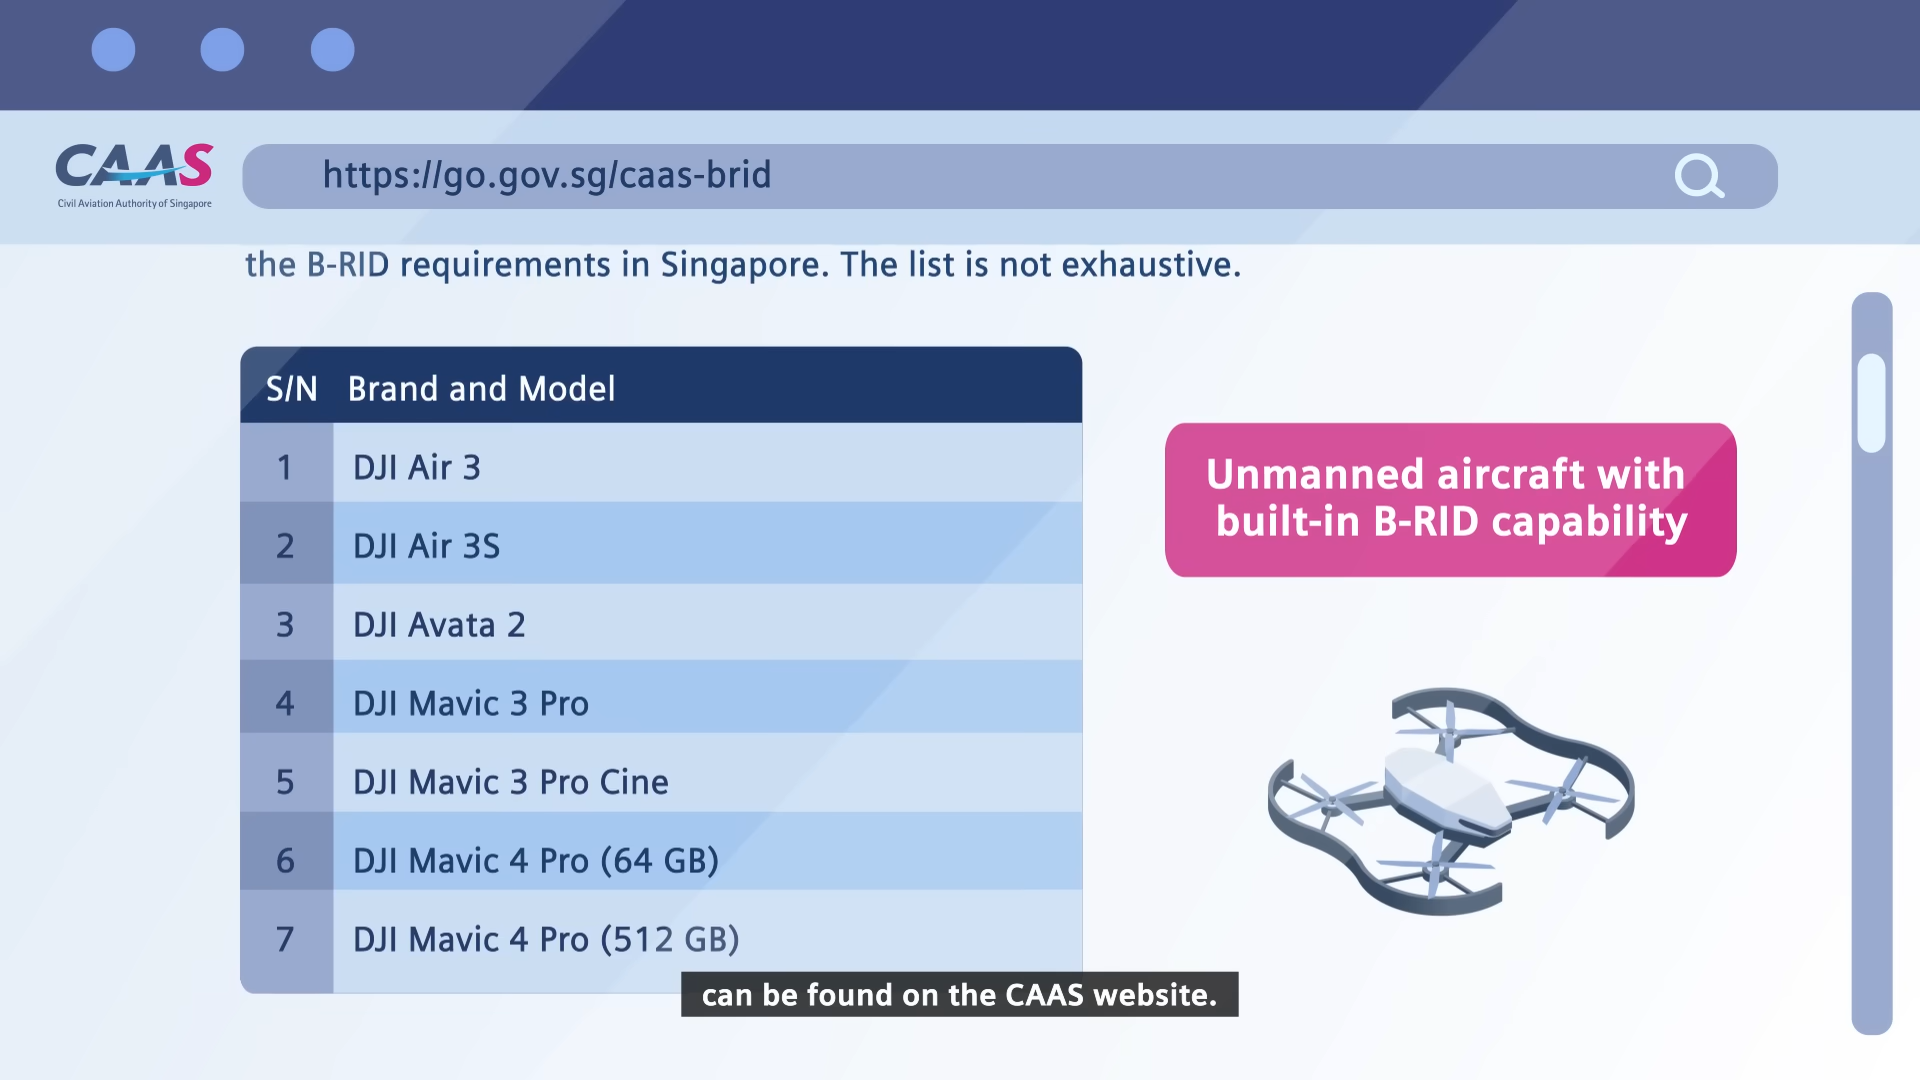 CAAS
Civil Aviation Authority of Singapore
https://go.gov.sg/caas-brid
the B-RID requirements in Singapore. The list is not exhaustive.
S/N Brand and Model
1 DJI Air 3
2 DJI Air 3S
3 DJI Avata 2
4 DJI Mavic 3 Pro
5 DJI Mavic 3 Pro Cine
6 DJI Mavic 4 Pro (64 GB)
7 DJI Mavic 4 Pro (512 GB)
Unmanned aircraft with
built-in B-RID capability
can be found on the CAAS website.